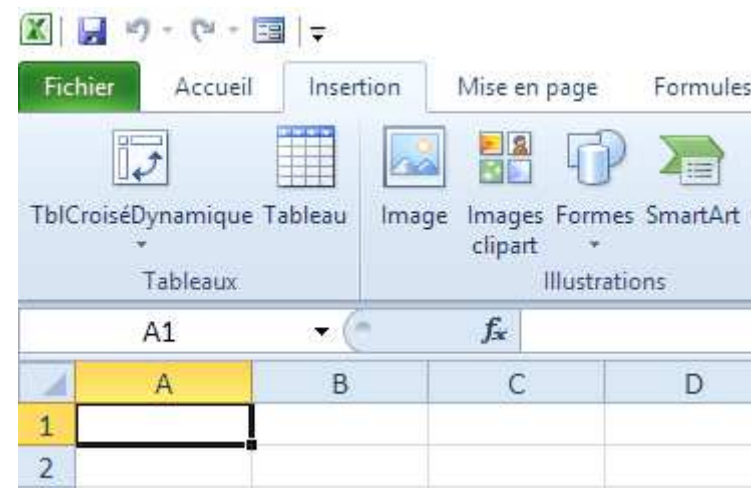 Fichier Accueil Insertion Mise en page Formules
TblCroiséDynamique Tableau Image Images clipart Formes SmartArt
Tableaux Illustrations
A1 fx
A B C D
1
2